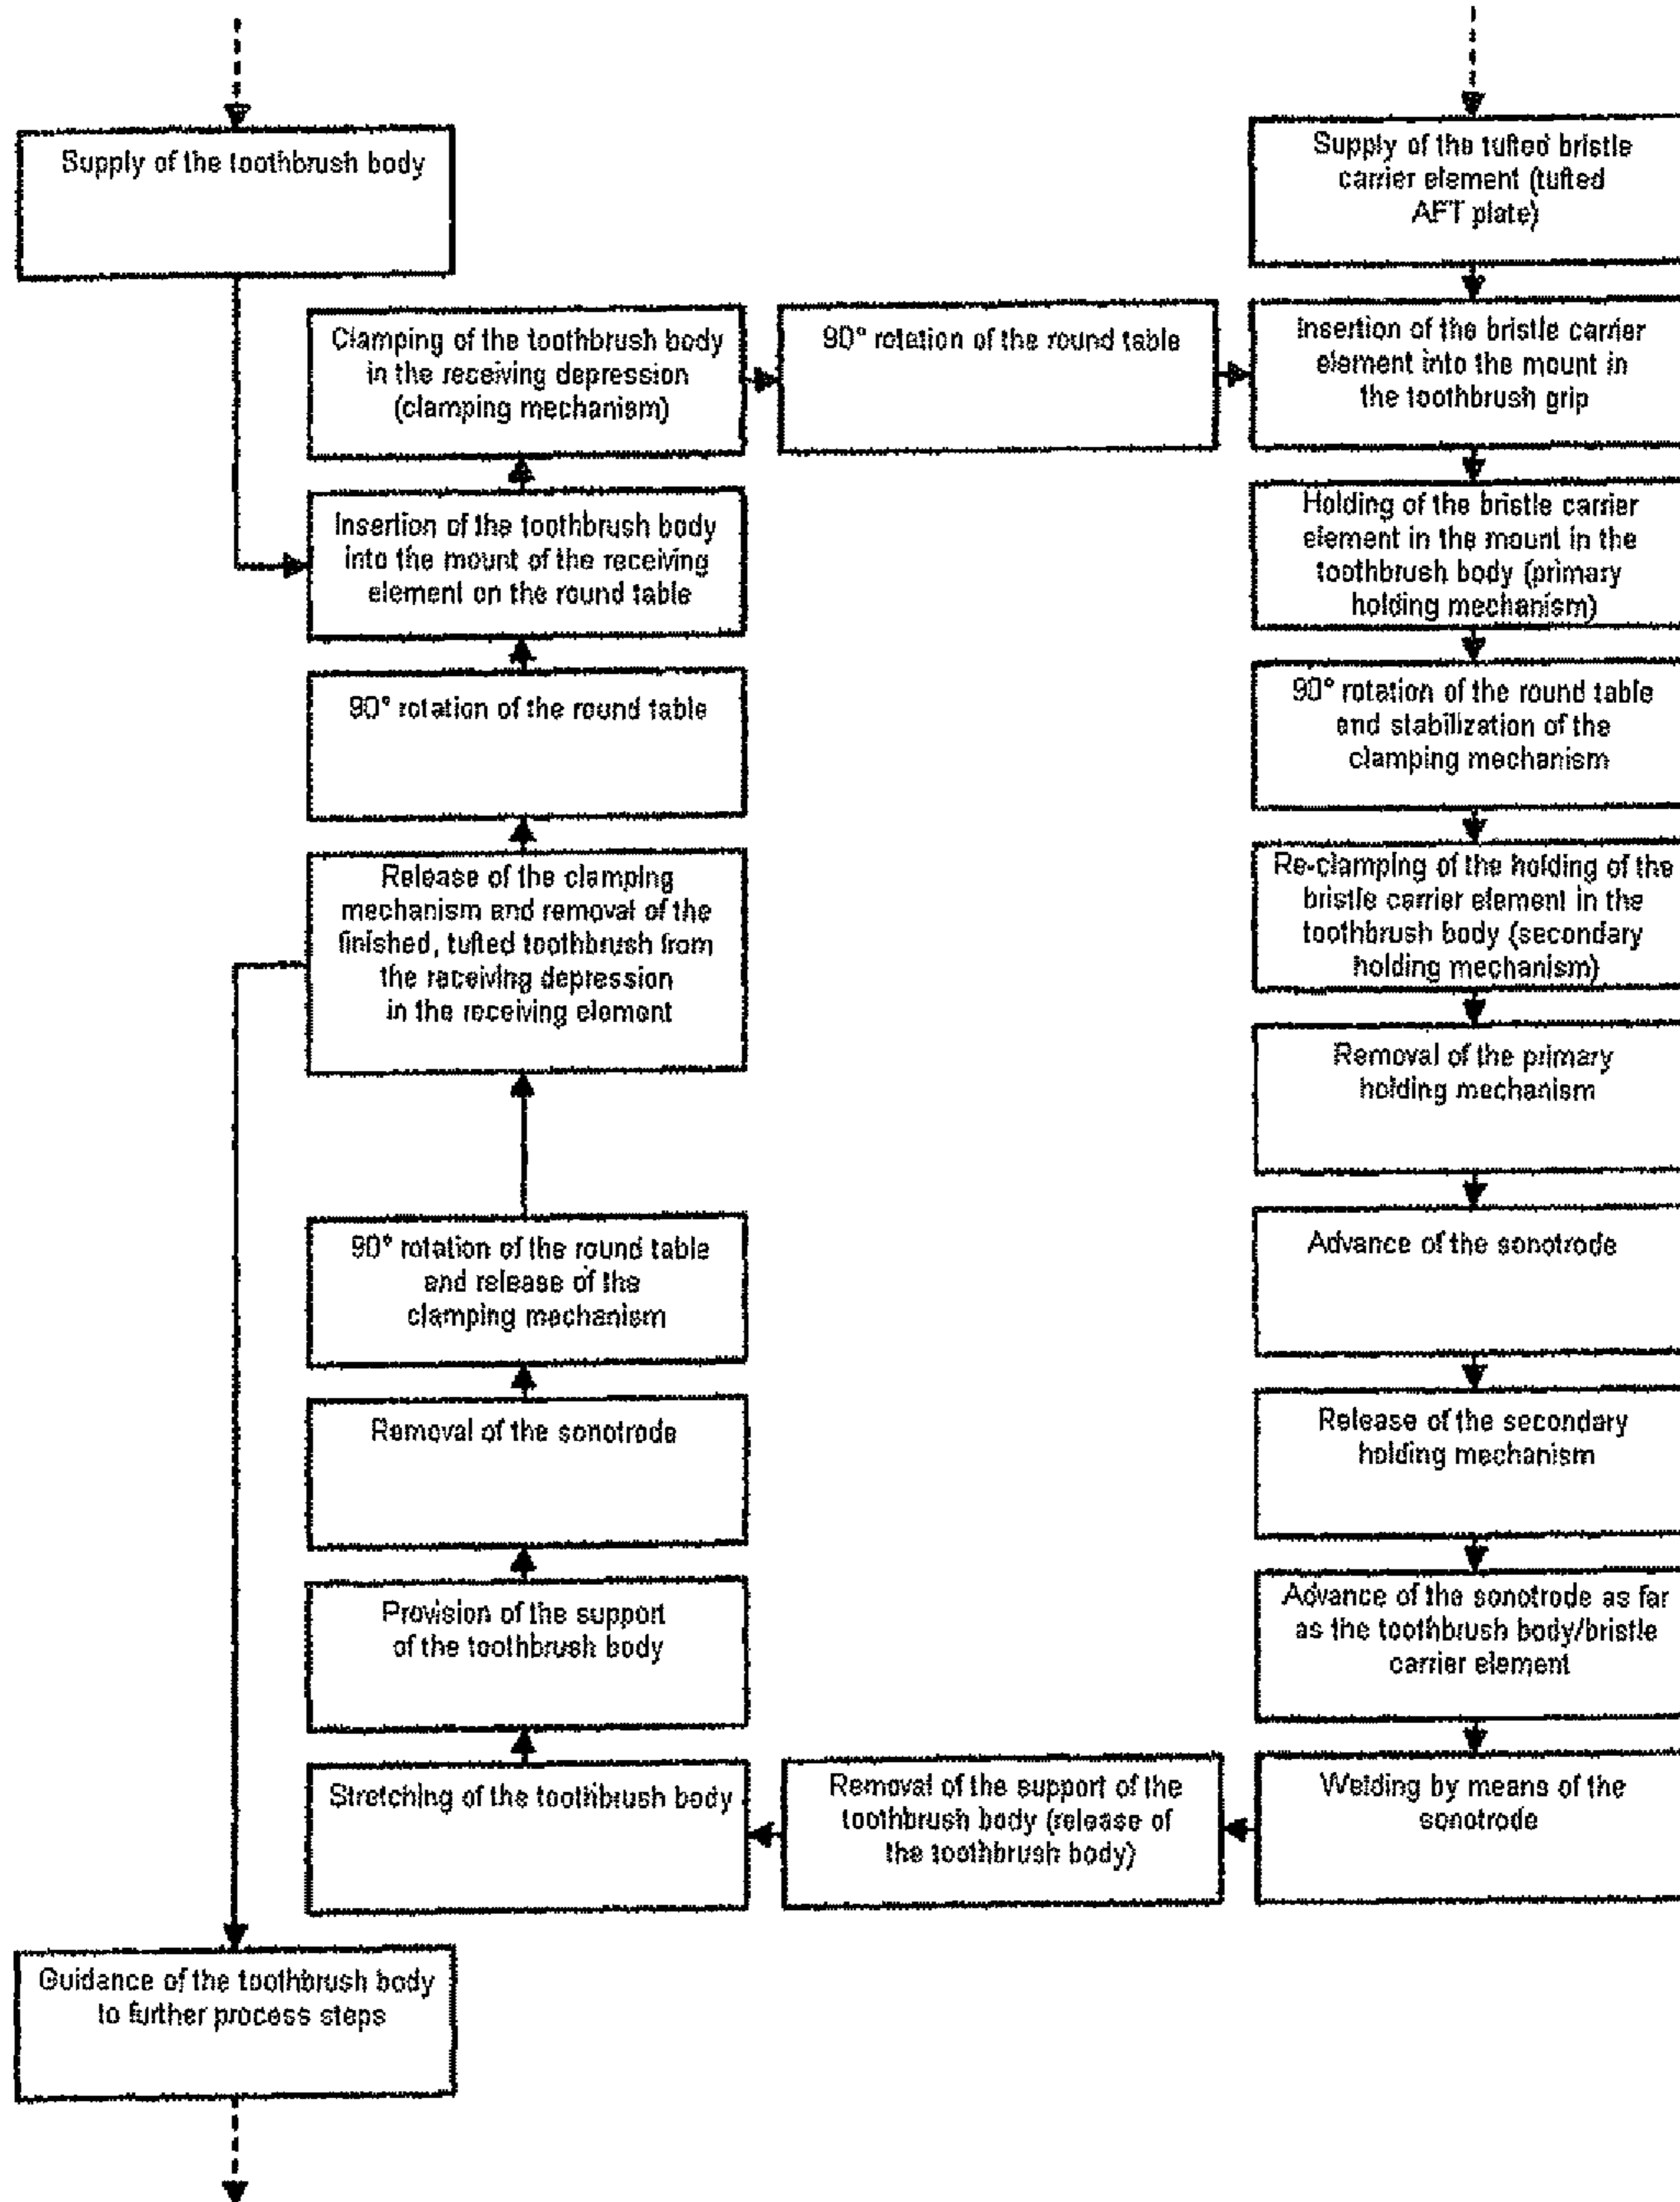 Supply of the toothbrush body
Supply of the tufted bristle
carrier element (tufted
AFT plate)
Clamping of the toothbrush body
in the receiving depression
(clamping mechanism)
90° rotation of the round table
Insertion of the bristle carrier
element into the mount in
the toothbrush grip
Insertion of the toothbrush body
into the mount of the receiving
element on the round table
Holding of the bristle carrier
element in the mount in the
toothbrush body (primary
holding mechanism)
90° rotation of the round table
90° rotation of the round table
and stabilization of the
clamping mechanism
Release of the clamping
mechanism and removal of the
finished, tufted toothbrush from
the receiving depression
in the receiving element
Re-clamping of the holding of the
bristle carrier element in the
toothbrush body (secondary
holding mechanism)
Removal of the primary
holding mechanism
90° rotation of the round table
and release of the
clamping mechanism
Advance of the sonotrode
Removal of the sonotrode
Release of the secondary
holding mechanism
Provision of the support
of the toothbrush body
Advance of the sonotrode as far
as the toothbrush body/bristle
carrier element
Stretching of the toothbrush body
Removal of the support of the
toothbrush body (release of
the toothbrush body)
Welding by means of the
sonotrode
Guidance of the toothbrush body
to further process steps